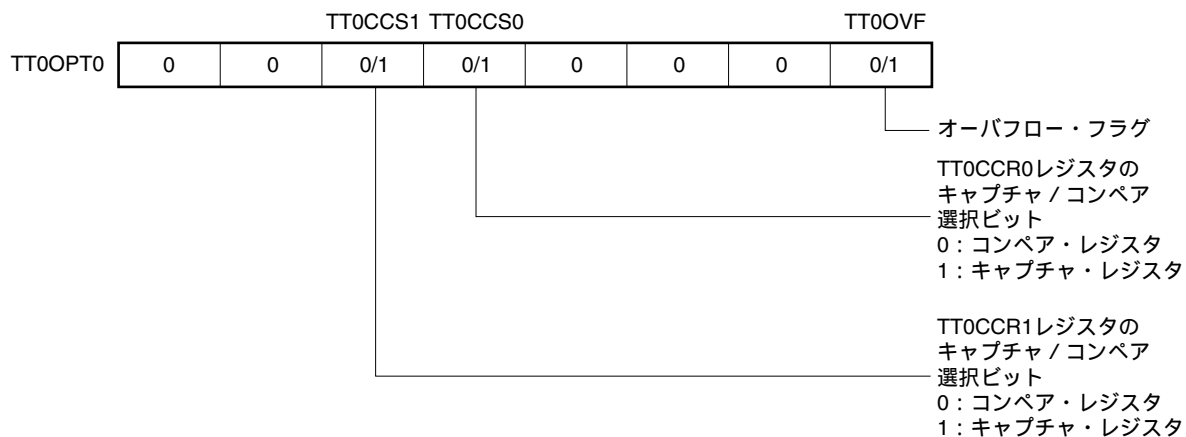 TT0CCS1 TT0CCS0 TT0OVF
TT0OPT0 0 0 0/1 0/1 0 0 0 0/1
オーバフロー・フラグ
TT0CCR0レジスタの
キャプチャ／コンペア
選択ビット
0：コンペア・レジスタ
1：キャプチャ・レジスタ
TT0CCR1レジスタの
キャプチャ／コンペア
選択ビット
0：コンペア・レジスタ
1：キャプチャ・レジスタ